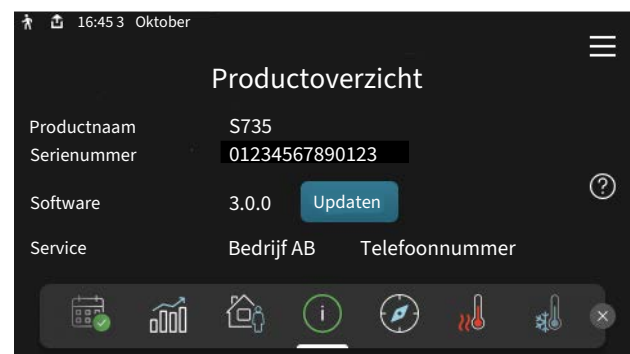 16:45 3 Oktober
Productoverzicht
Productnaam S735
Serienummer 01234567890123
Software 3.0.0 Updaten
Service Bedrijf AB Telefoonnummer